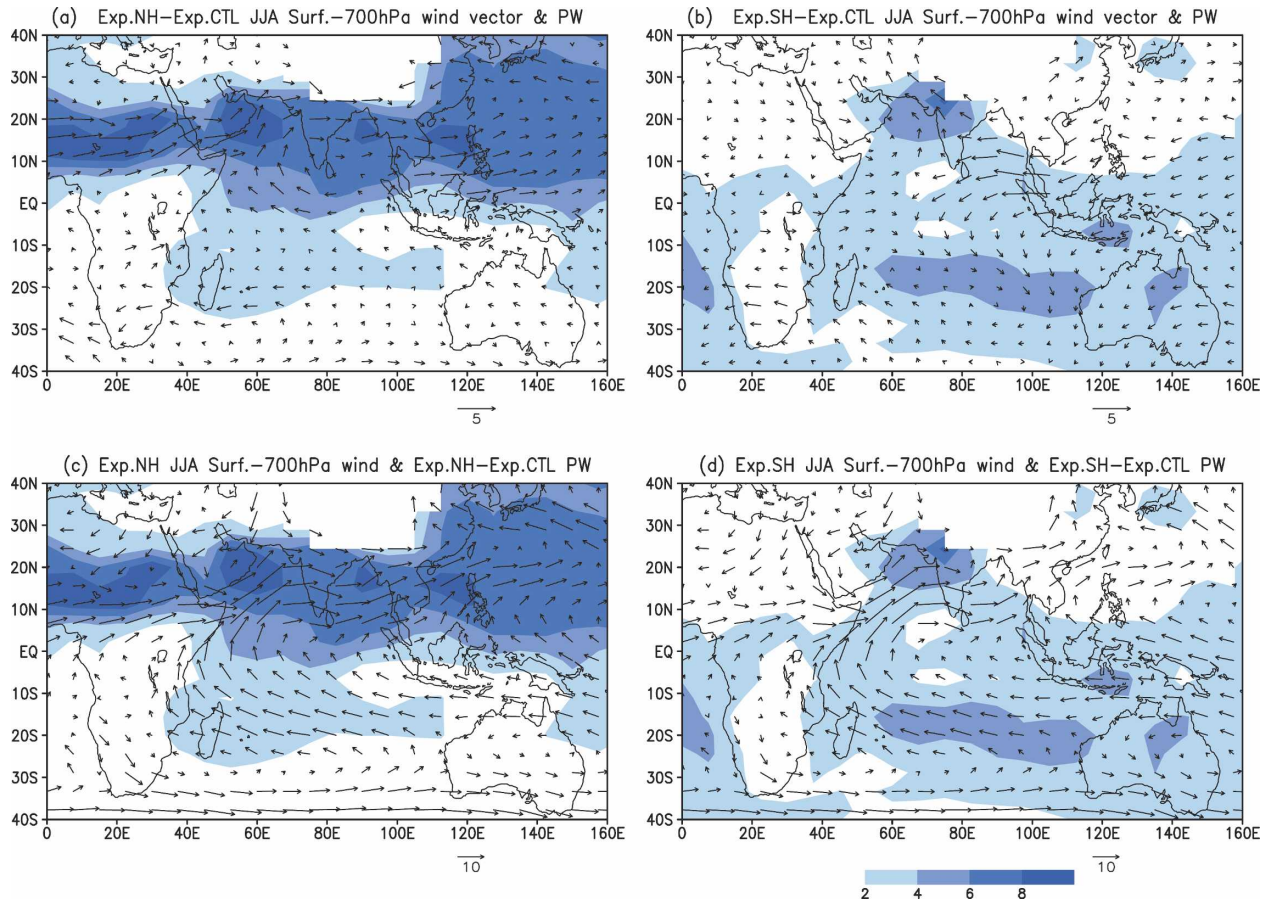 (a) Exp.NH-Exp.CTL JJA Surf.-700hPa wind vector & PW
40N
30N
20N
10N
EQ
10S
20S
30S
40S
0 20E 40E 60E 80E 100E 120E 140E 160E
5
(b) Exp.SH-Exp.CTL JJA Surf.-700hPa wind vector & PW
40N
30N
20N
10N
EQ
10S
20S
30S
40S
0 20E 40E 60E 80E 100E 120E 140E 160E
5
(c) Exp.NH JJA Surf.-700hPa wind & Exp.NH-Exp.CTL PW
40N
30N
20N
10N
EQ
10S
20S
30S
40S
0 20E 40E 60E 80E 100E 120E 140E 160E
10
(d) Exp.SH JJA Surf.-700hPa wind & Exp.SH-Exp.CTL PW
40N
30N
20N
10N
EQ
10S
20S
30S
40S
0 20E 40E 60E 80E 100E 120E 140E 160E
10
2 4 6 8